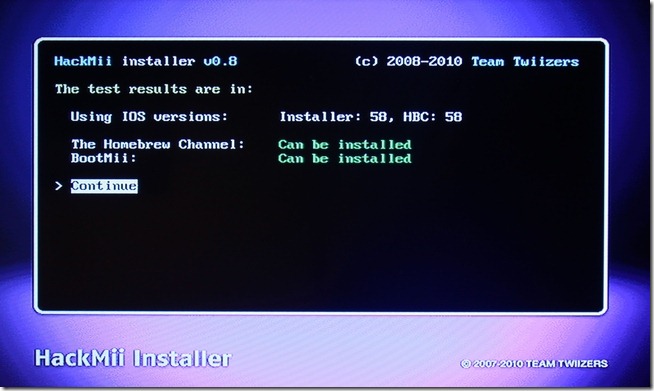 HackMii installer v0.8 (c) 2008-2010 Team Twiizers
The test results are in:
Using IOS versions: Installer: 58, HBC: 58
The Homebrew Channel: Can be installed
BootMii: Can be installed
> Continue
HackMii Installer © 2007-2010 TEAM TWIIZERS